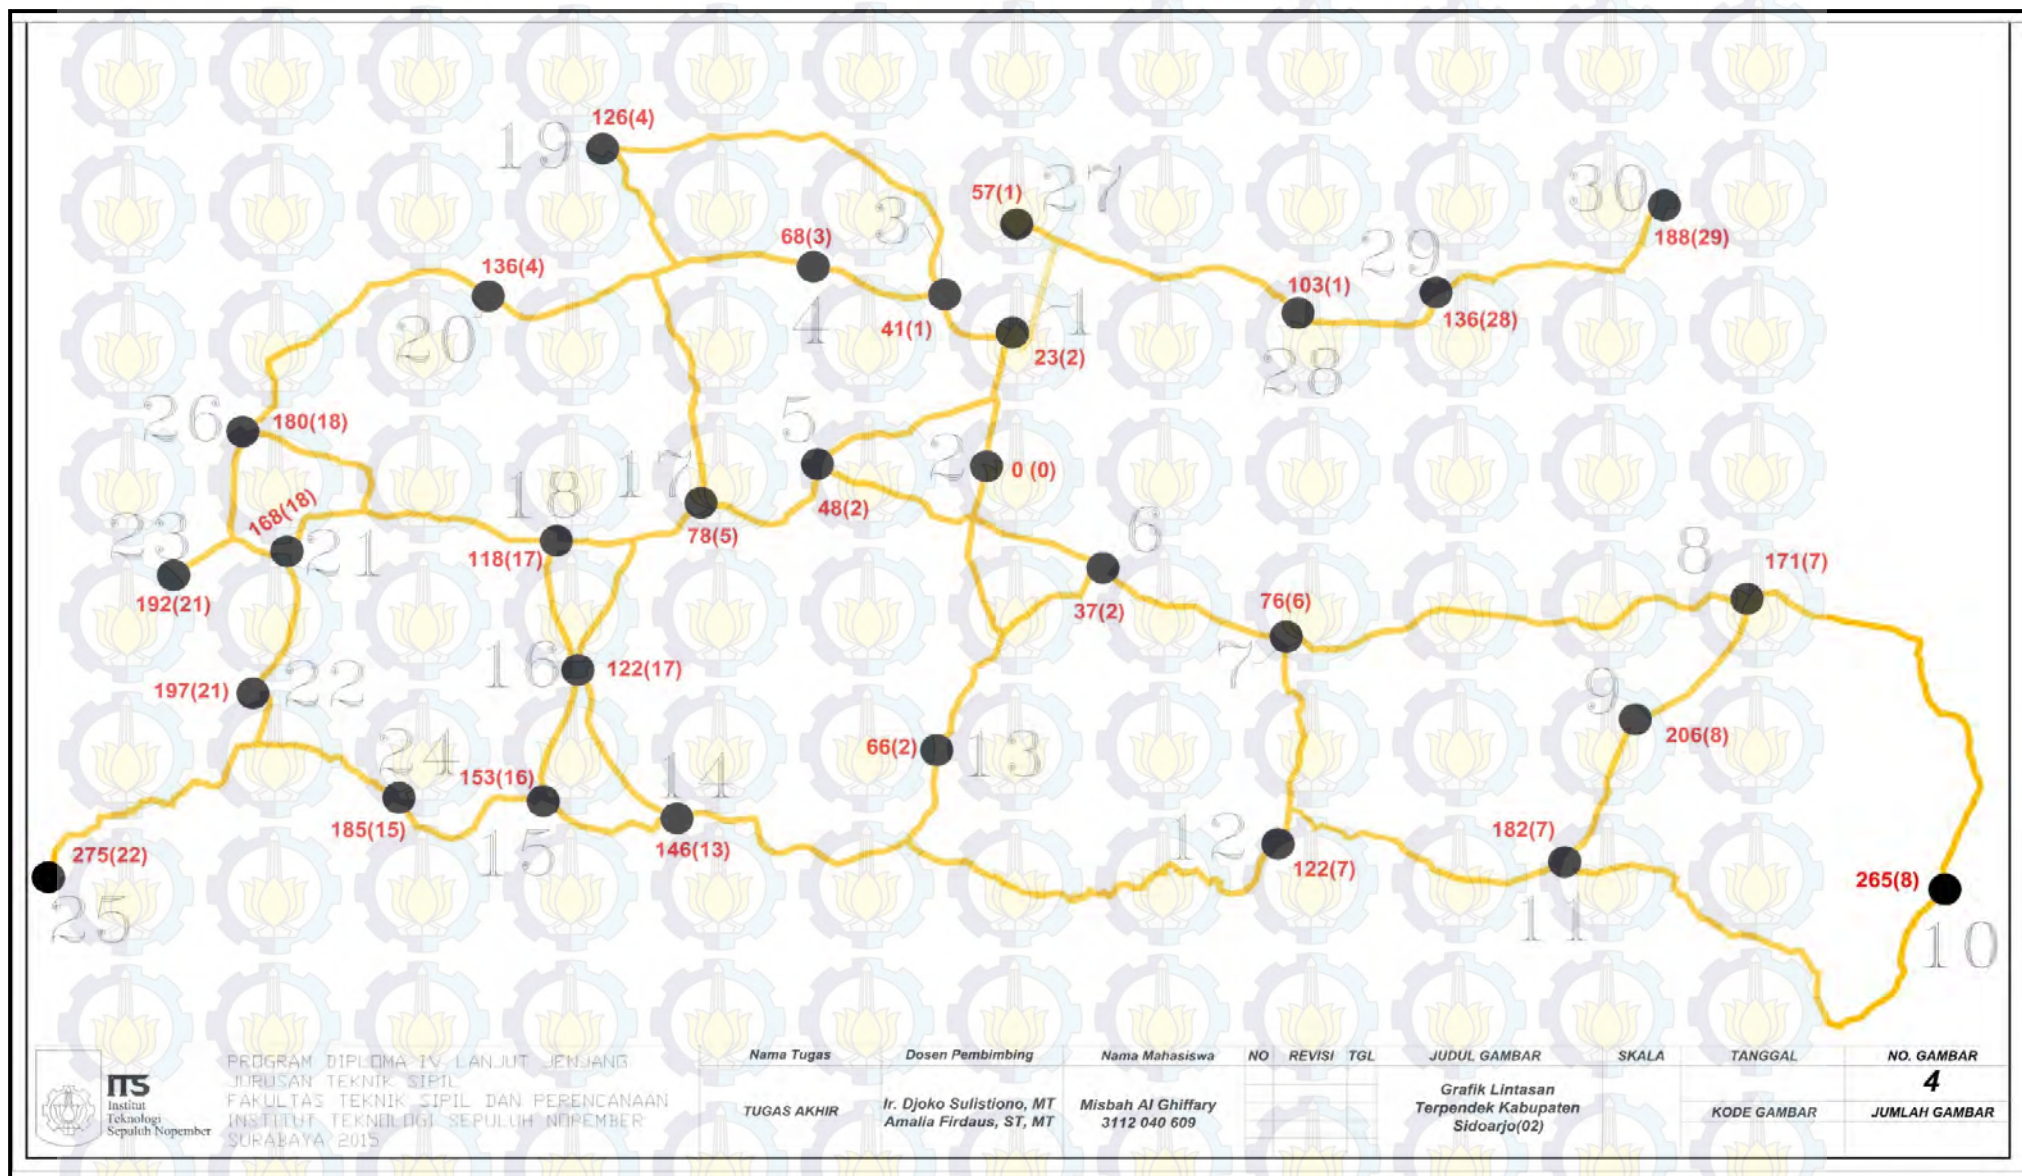 126(4)
19
27
57(1)
30
3
188(29)
68(3)
29
136(4)
103(1)
136(28)
1
41(1)
4
20
23(2)
28
26
180(18)
5
17
2
0 (0)
18
48(2)
168(18)
23
21
78(5)
6
118(17)
8
171(7)
192(21)
76(6)
37(2)
16
122(17)
7
197(21)
22
9
206(8)
66(2)
13
24
153(16)
14
185(15)
15
146(13)
12
182(7)
122(7)
275(22)
25
265(8)
11
10
ITS
Institut
Teknologi
Sepuluh Nopember
PROGRAM DIPLOMA IV LANJUT JENJANG
JURUSAN TEKNIK SIPIL
FAKULTAS TEKNIK SIPIL DAN PERENCANAAN
INSTITUT TEKNOLOGI SEPULUH NOPEMBER
SURABAYA 2015
Nama Tugas
TUGAS AKHIR
Dosen Pembimbing
Ir. Djoko Sulistiono, MT
Amalia Firdaus, ST, MT
Nama Mahasiswa
Misbah Al Ghiffary
3112 040 609
NO REVISI TGL
JUDUL GAMBAR
Grafik Lintasan
Terpendek Kabupaten
Sidoarjo(02)
SKALA
TANGGAL
KODE GAMBAR
NO. GAMBAR
4
JUMLAH GAMBAR